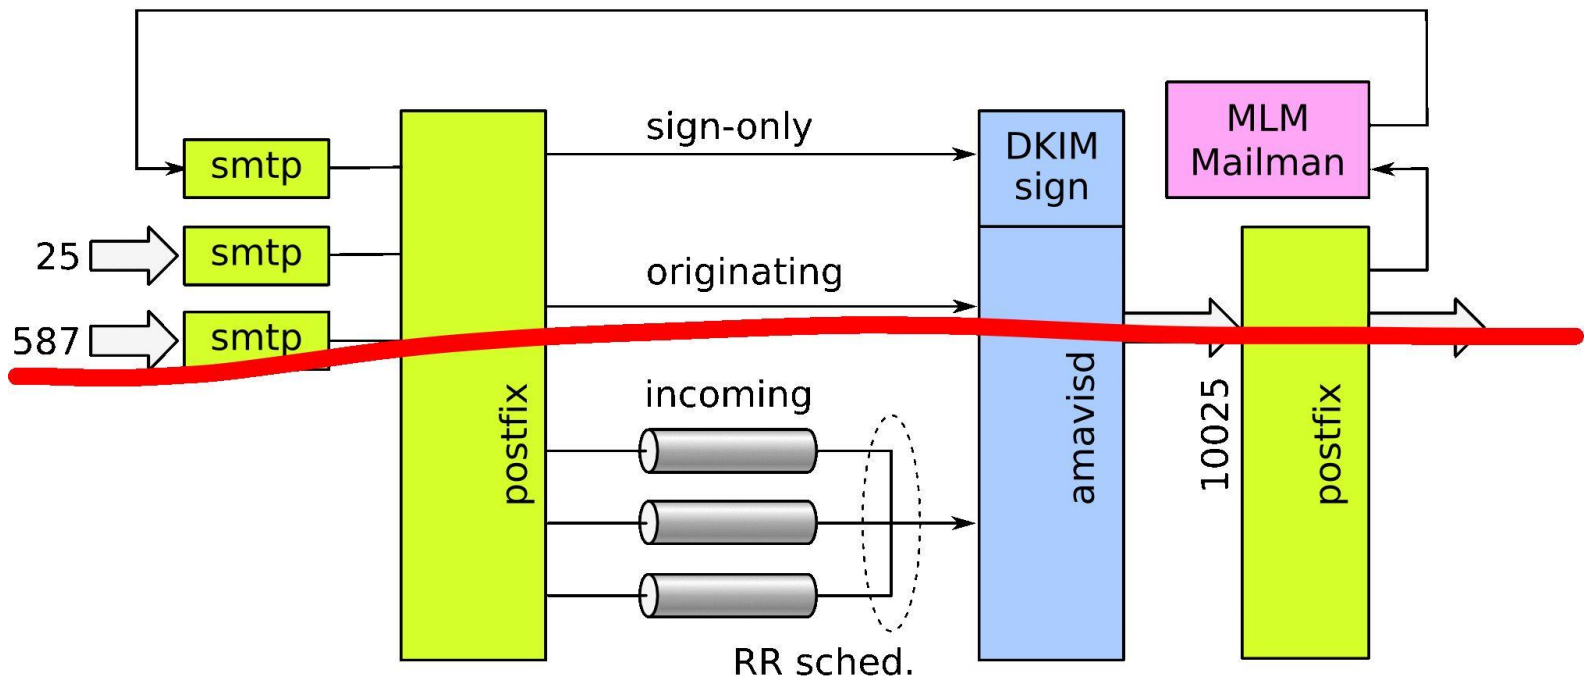 sign-only
DKIM
sign
MLM
Mailman
smtp
25
smtp
originating
587
smtp
incoming
postfix
amavisd
10025
postfix
RR sched.